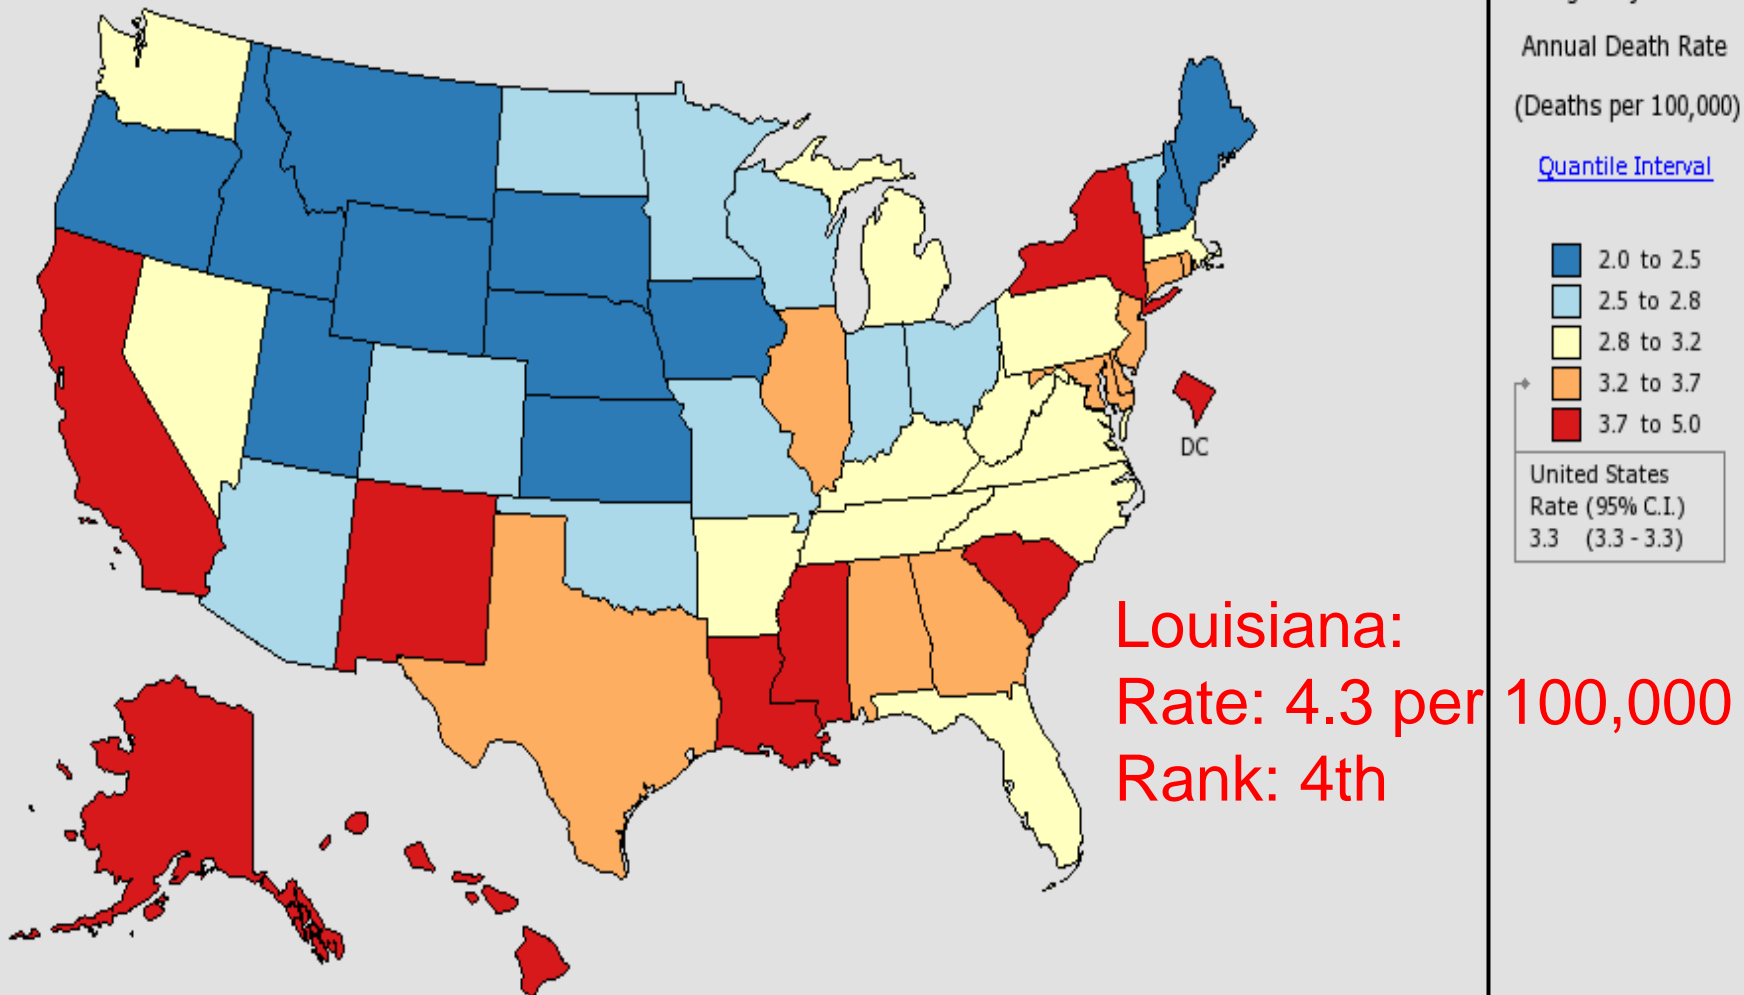 Annual Death Rate
(Deaths per 100,000)
Quantile Interval
2.0 to 2.5
2.5 to 2.8
2.8 to 3.2
3.2 to 3.7
3.7 to 5.0
United States
Rate (95% C.I.)
3.3 (3.3 - 3.3)
DC
Louisiana:
Rate: 4.3 per 100,000
Rank: 4th